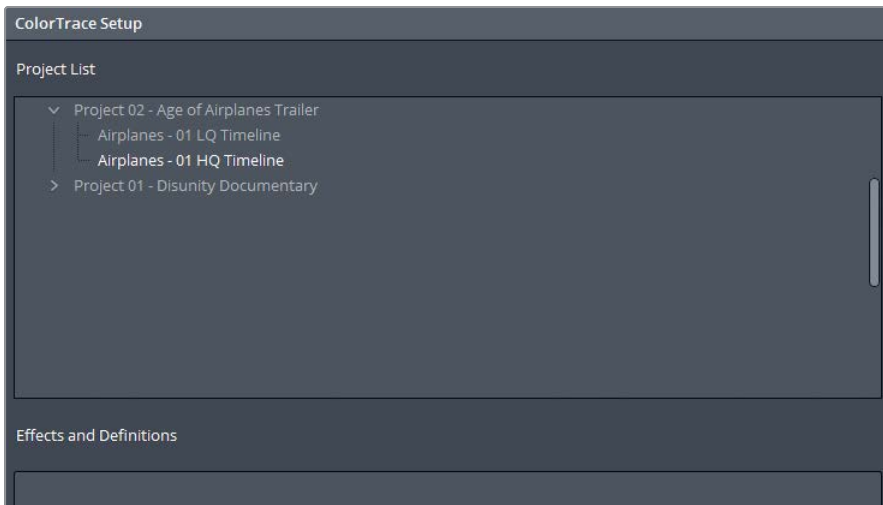 ColorTrace Setup
Project List
Project 02 - Age of Airplanes Trailer
Airplanes - 01 LQ Timeline
Airplanes - 01 HQ Timeline
Project 01 - Disunity Documentary
Effects and Definitions